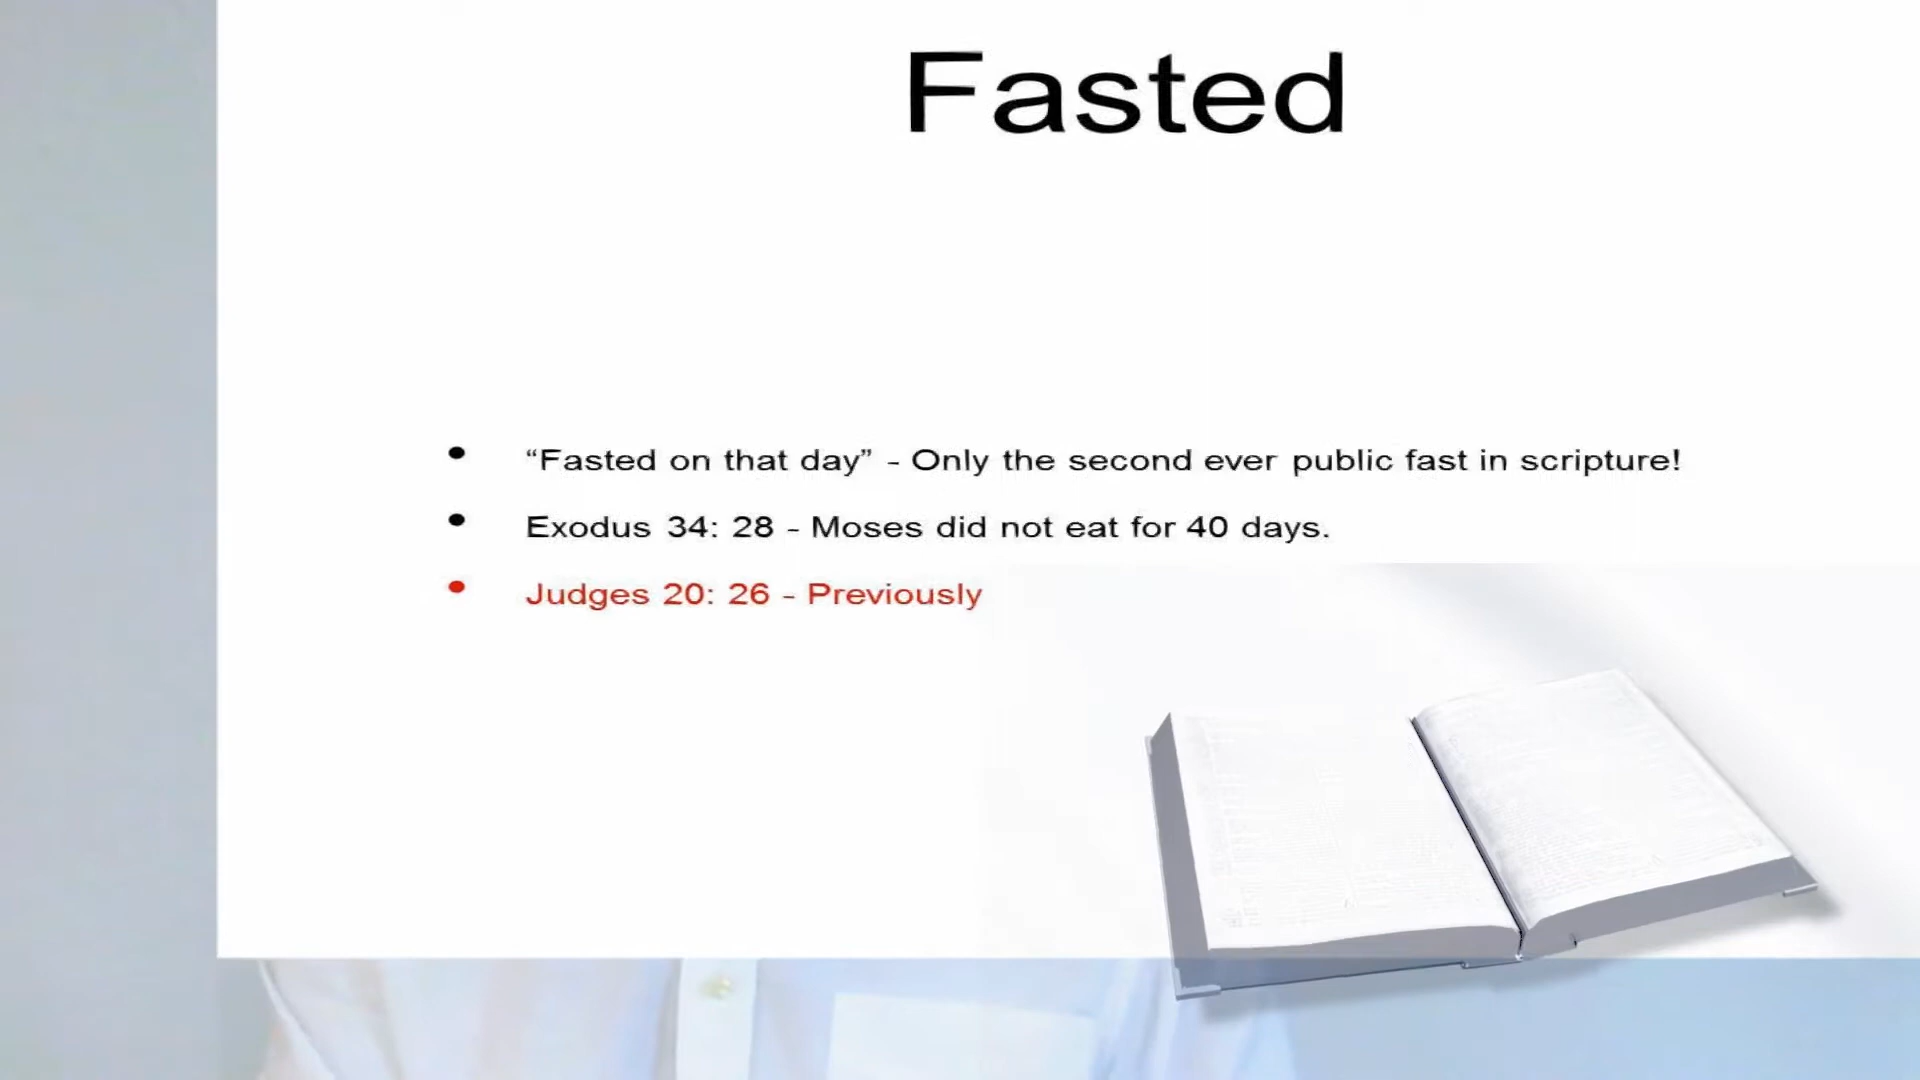 Fasted
• “Fasted on that day” - Only the second ever public fast in scripture!
• Exodus 34: 28 - Moses did not eat for 40 days.
• Judges 20: 26 - Previously